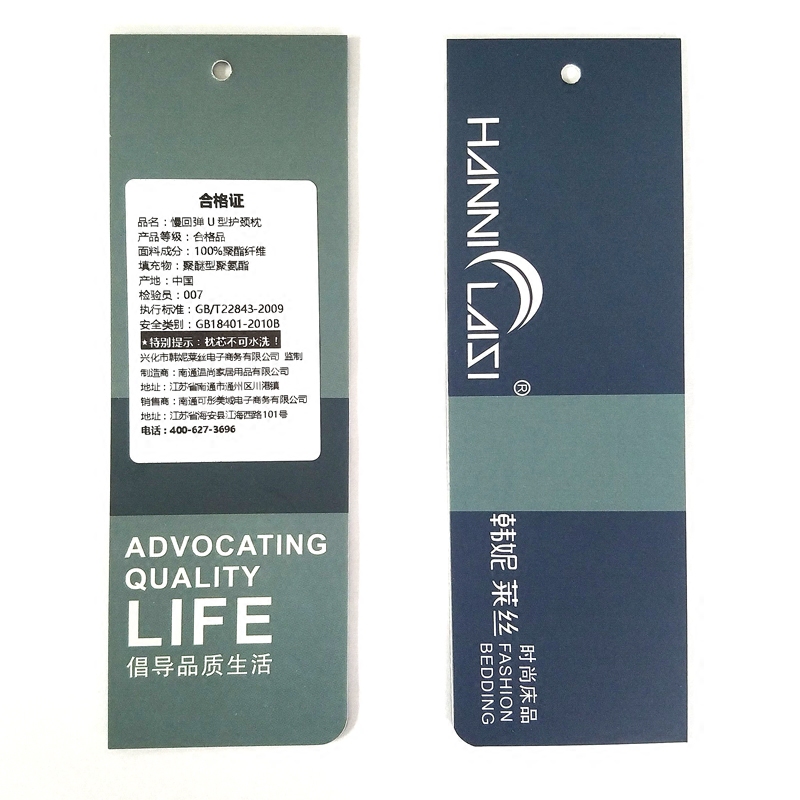 合格证
品名：慢回弹 U 型护颈枕
产品等级：合格品
面料成分：100%聚酯纤维
填充物：聚醚型聚氨酯
产地：中国
检验员：007
执行标准：GB/T22843-2009
安全类别：GB18401-2010B
★特别提示：枕芯不可水洗！
兴化市韩妮莱丝电子商务有限公司 监制
制造商：南通温尚家居用品有限公司
地址：江苏省南通市通州区川港镇
销售商：南通可彤美域电子商务有限公司
地址：江苏省海安县江海西路101号
电话：400-627-3696
ADVOCATING
QUALITY
LIFE
倡导品质生活
HANNI LAISI ®
韩妮 莱丝
时尚床品
FASHION
BEDDING